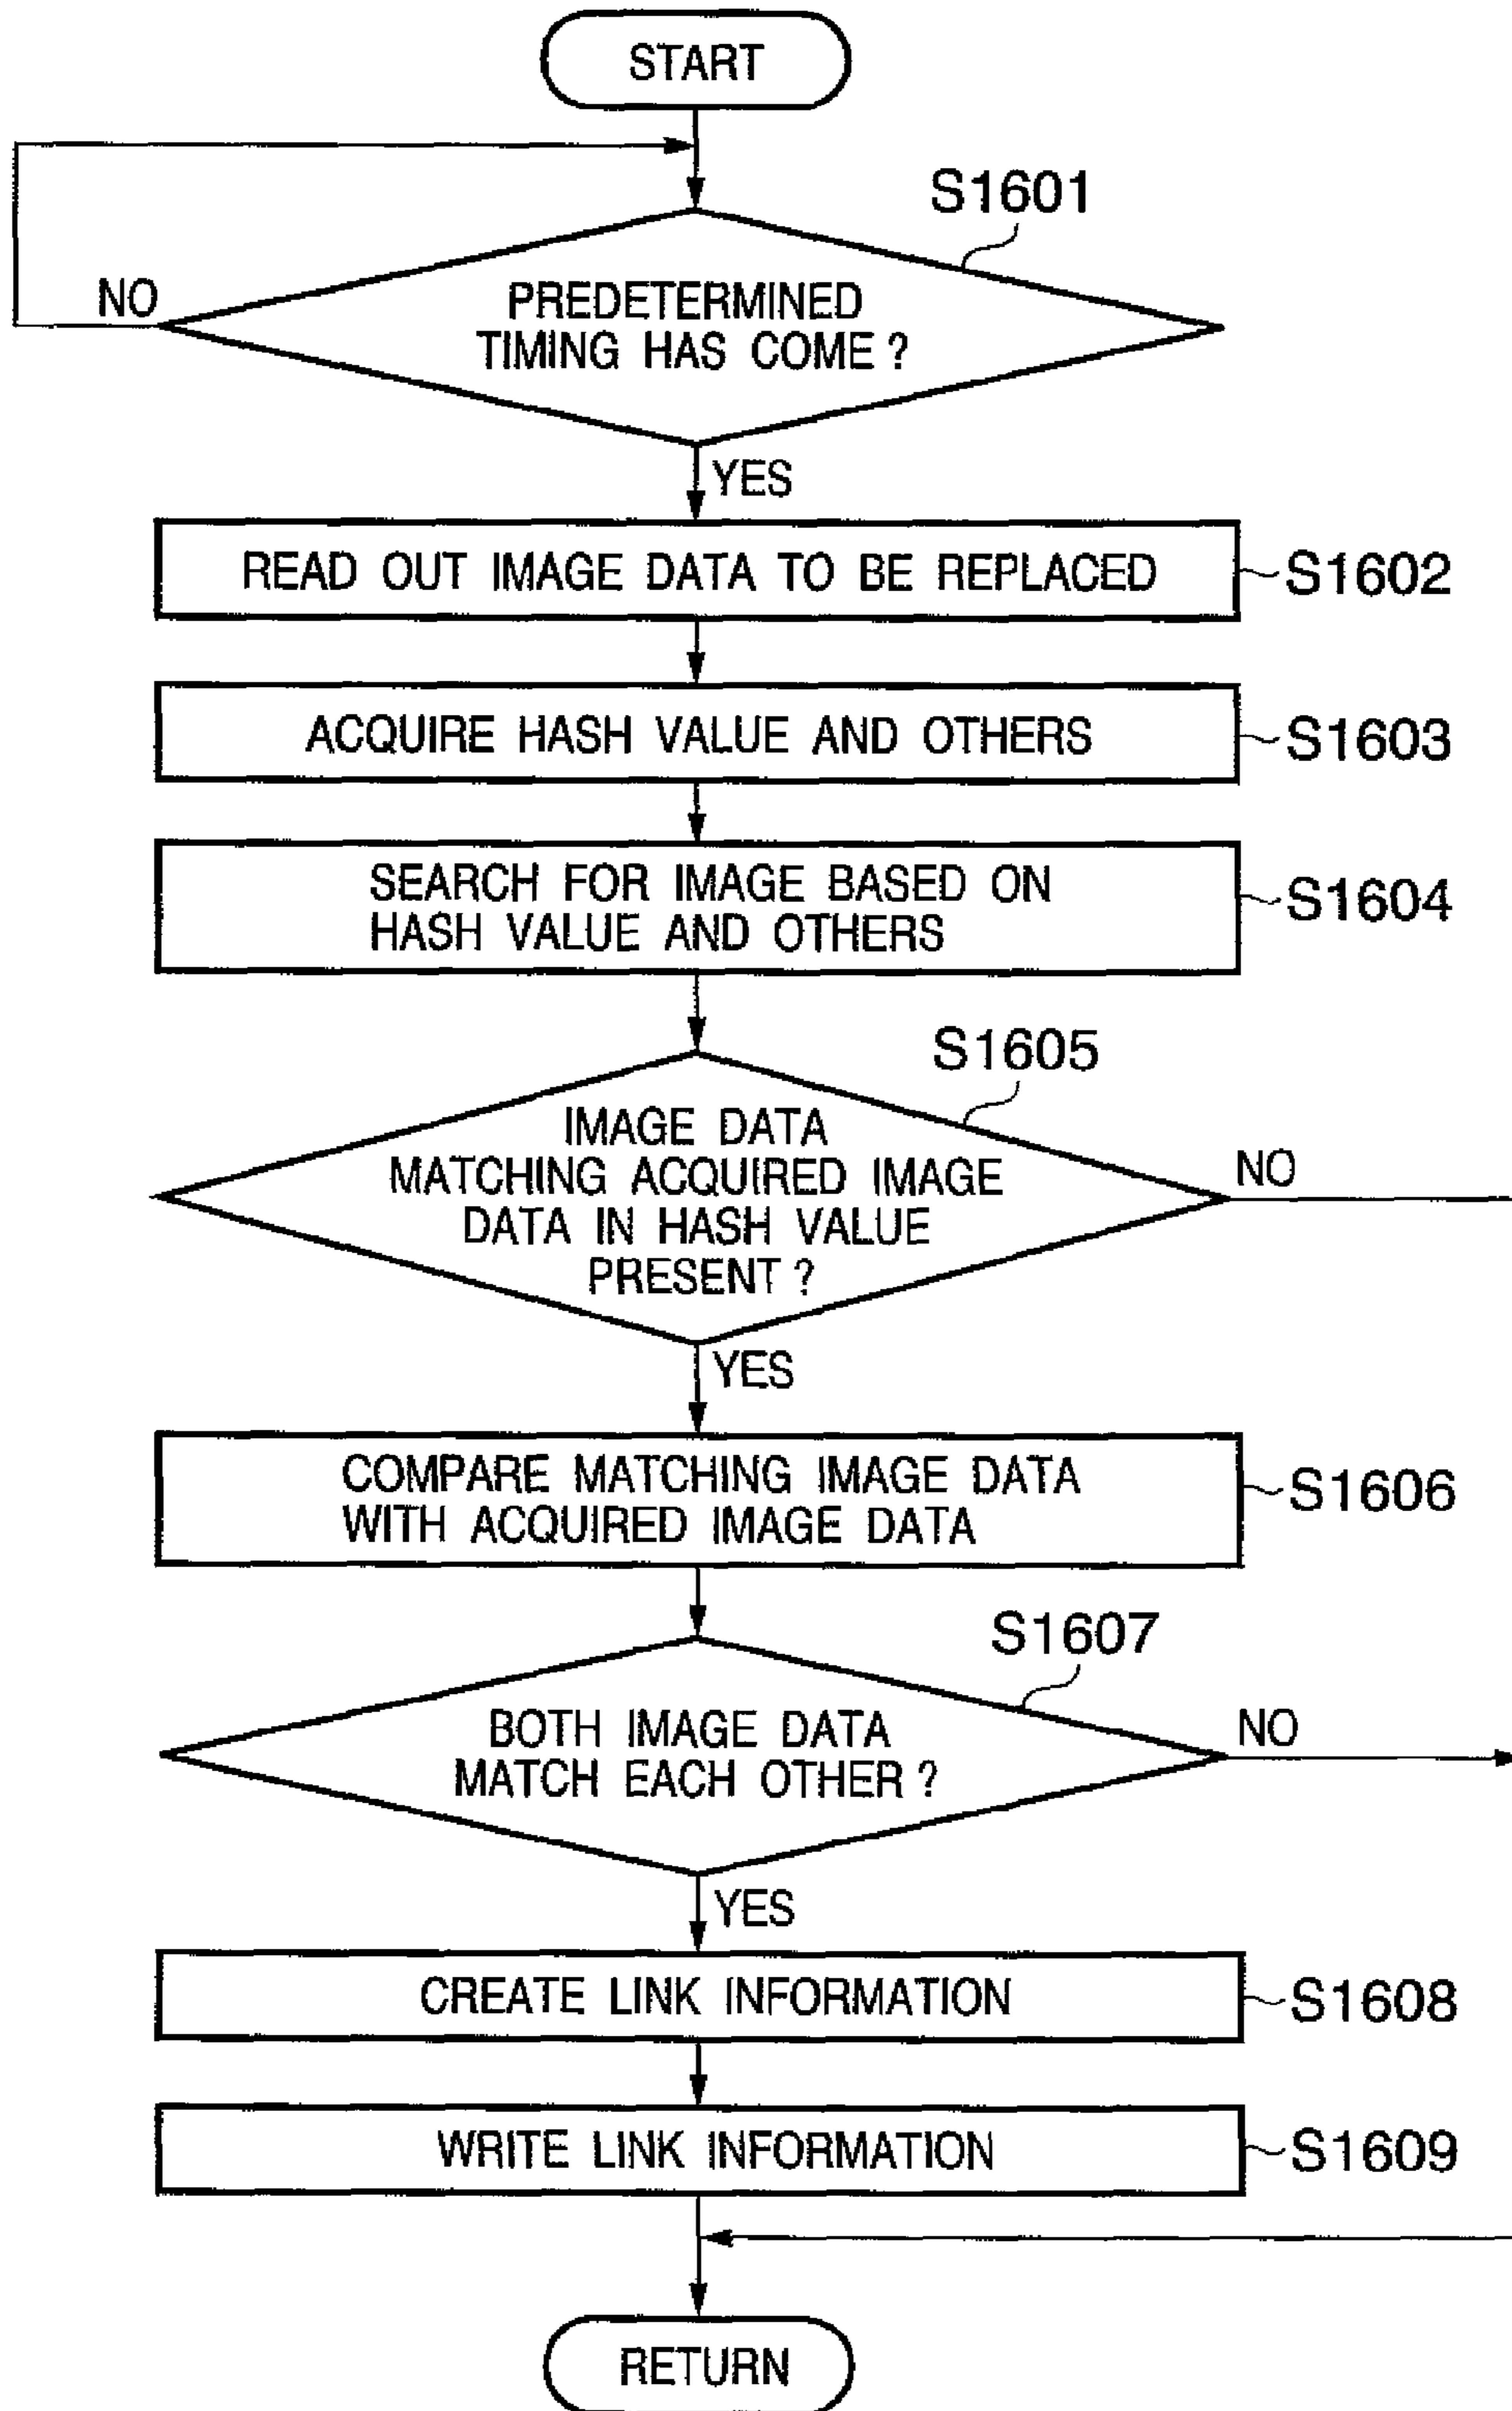 START
S1601
NO
PREDETERMINED
TIMING HAS COME?
YES
READ OUT IMAGE DATA TO BE REPLACED
S1602
ACQUIRE HASH VALUE AND OTHERS
S1603
SEARCH FOR IMAGE BASED ON
HASH VALUE AND OTHERS
S1604
S1605
IMAGE DATA
MATCHING ACQUIRED IMAGE
DATA IN HASH VALUE
PRESENT?
NO
YES
COMPARE MATCHING IMAGE DATA
WITH ACQUIRED IMAGE DATA
S1606
S1607
BOTH IMAGE DATA
MATCH EACH OTHER?
NO
YES
CREATE LINK INFORMATION
S1608
WRITE LINK INFORMATION
S1609
RETURN